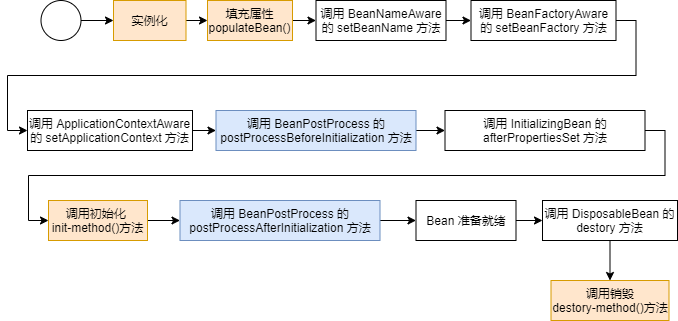 实例化
填充属性
populateBean()
调用 BeanNameAware
的 setBeanName 方法
调用 BeanFactoryAware
的 setBeanFactory 方法
调用 ApplicationContextAware
的 setApplicationContext 方法
调用 BeanPostProcess 的
postProcessBeforeInitialization 方法
调用 InitializingBean 的
afterPropertiesSet 方法
调用初始化
init-method()方法
调用 BeanPostProcess 的
postProcessAfterInitialization 方法
Bean 准备就绪
调用 DisposableBean 的
destory 方法
调用销毁
destory-method()方法